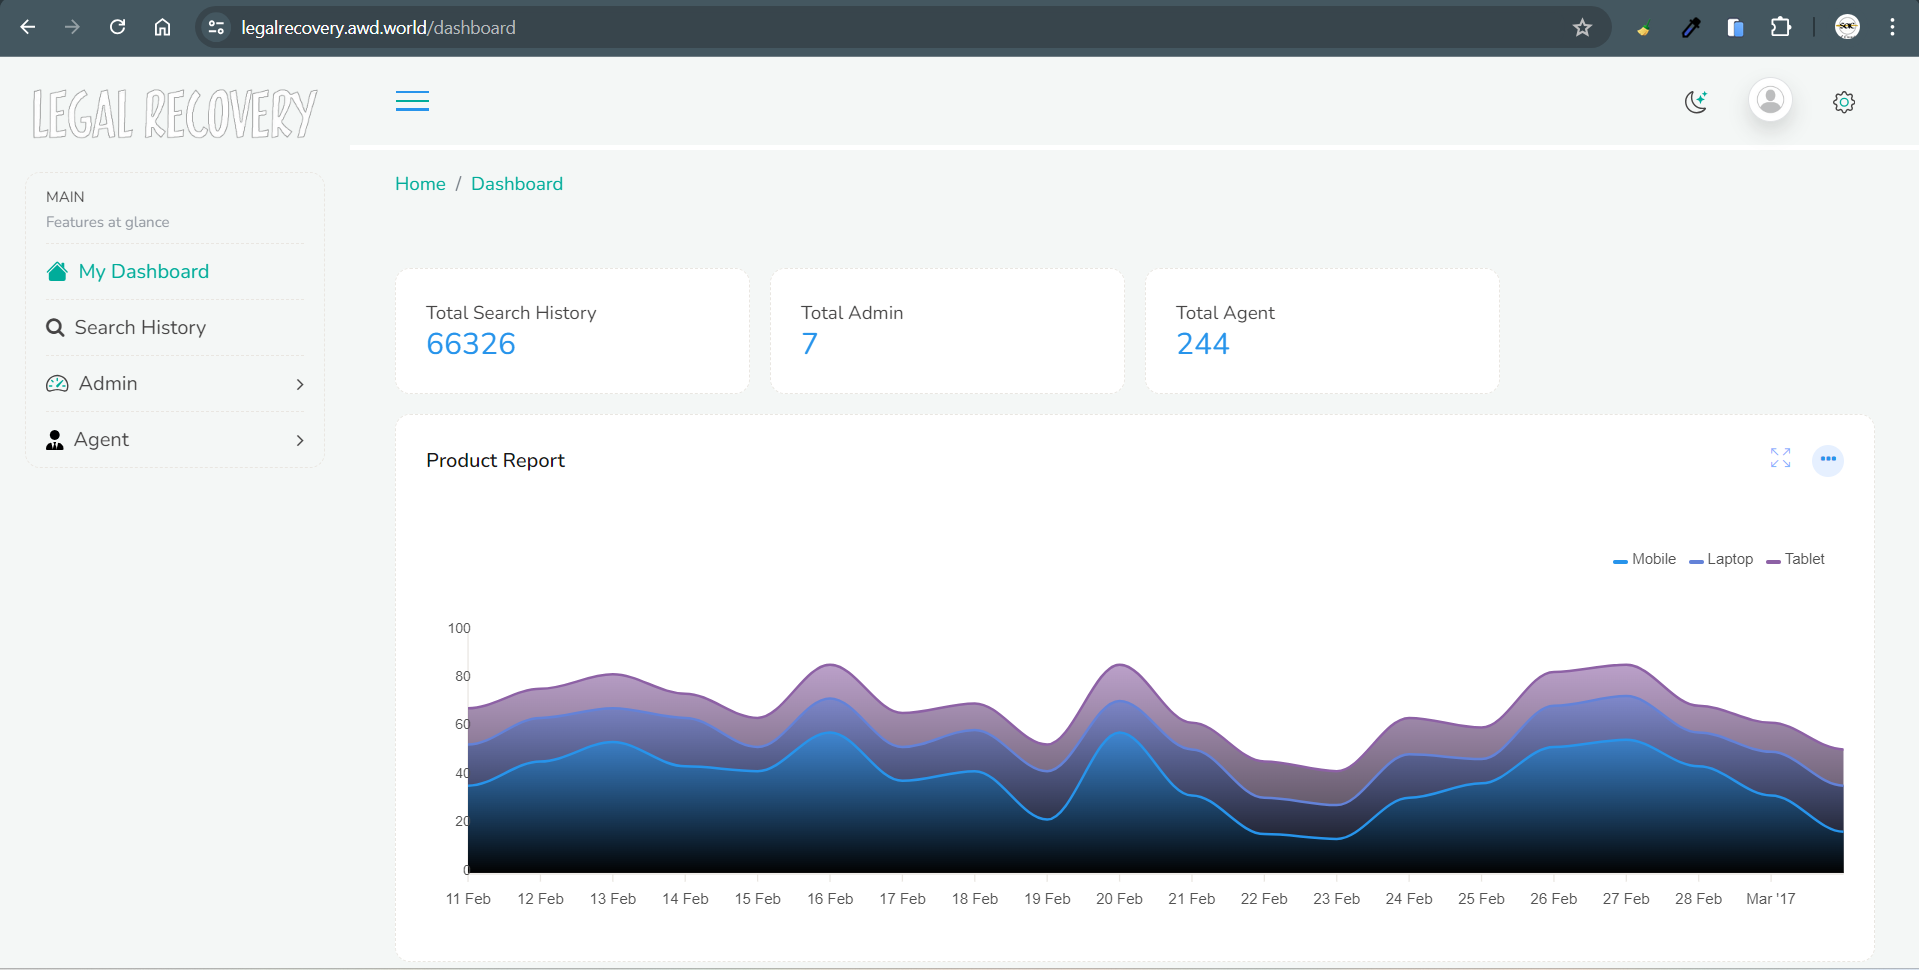 legalrecovery.awd.world/dashboard
LEGAL RECOVERY
MAIN
Features at glance
My Dashboard
Search History
Admin
Agent
Home / Dashboard
Total Search History
66326
Total Admin
7
Total Agent
244
Product Report
Mobile Laptop Tablet
100
80
60
40
20
0
11 Feb 12 Feb 13 Feb 14 Feb 15 Feb 16 Feb 17 Feb 18 Feb 19 Feb 20 Feb 21 Feb 22 Feb 23 Feb 24 Feb 25 Feb 26 Feb 27 Feb 28 Feb Mar '17